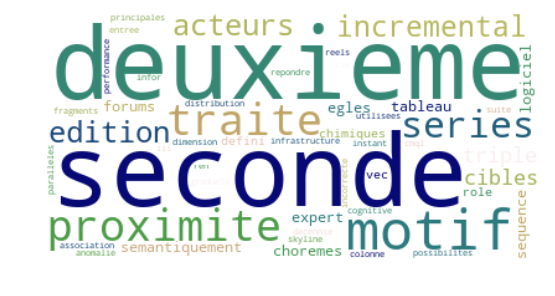 principales
acteurs
incremental
entree
deuxieme
performance
reels
infor
repondre
logiciel
distribution
fragments
forums
egles
tableau
suite
utilisees
traite
series
edition
chimiques
dimension
defini
infrastructure
instant
cmql
triple
paralleles
seconde
vec
cibles
incorrecte
role
cognitive
sequence
proximite
expert
motif
decennie
skyline
association
semantiquement
anomalie
choremes
colonne
possibilites